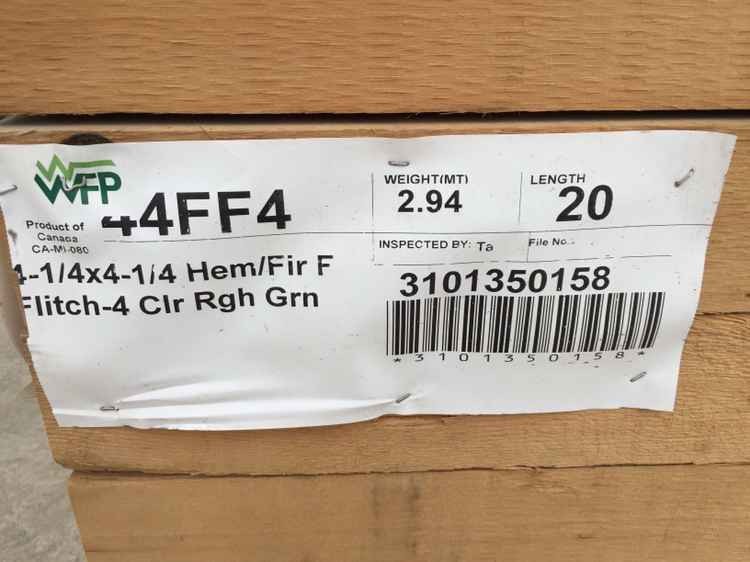 WFP
44FF4
Product of
Canada
CA-MI-080
WEIGHT(MT)
2.94
LENGTH
20
INSPECTED BY: Ta
File No.
4-1/4x4-1/4 Hem/Fir F
Flitch-4 Clr Rgh Grn
3101350158
*3101350158*